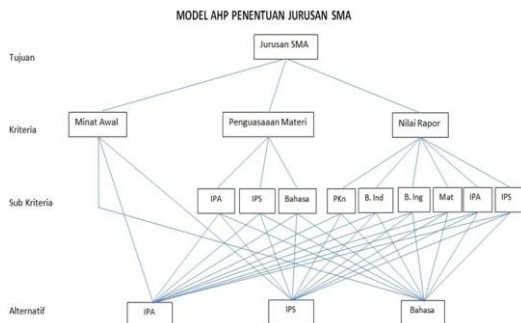 MODEL AHP PENENTUAN JURUSAN SMA
Tujuan
Jurusan SMA
Kriteria
Minat Awal
Penguasaaan Materi
Nilai Rapor
Sub Kriteria
IPA
IPS
Bahasa
PKn
B. Ind
B. Ing
Mat
IPA
IPS
Alternatif
IPA
IPS
Bahasa